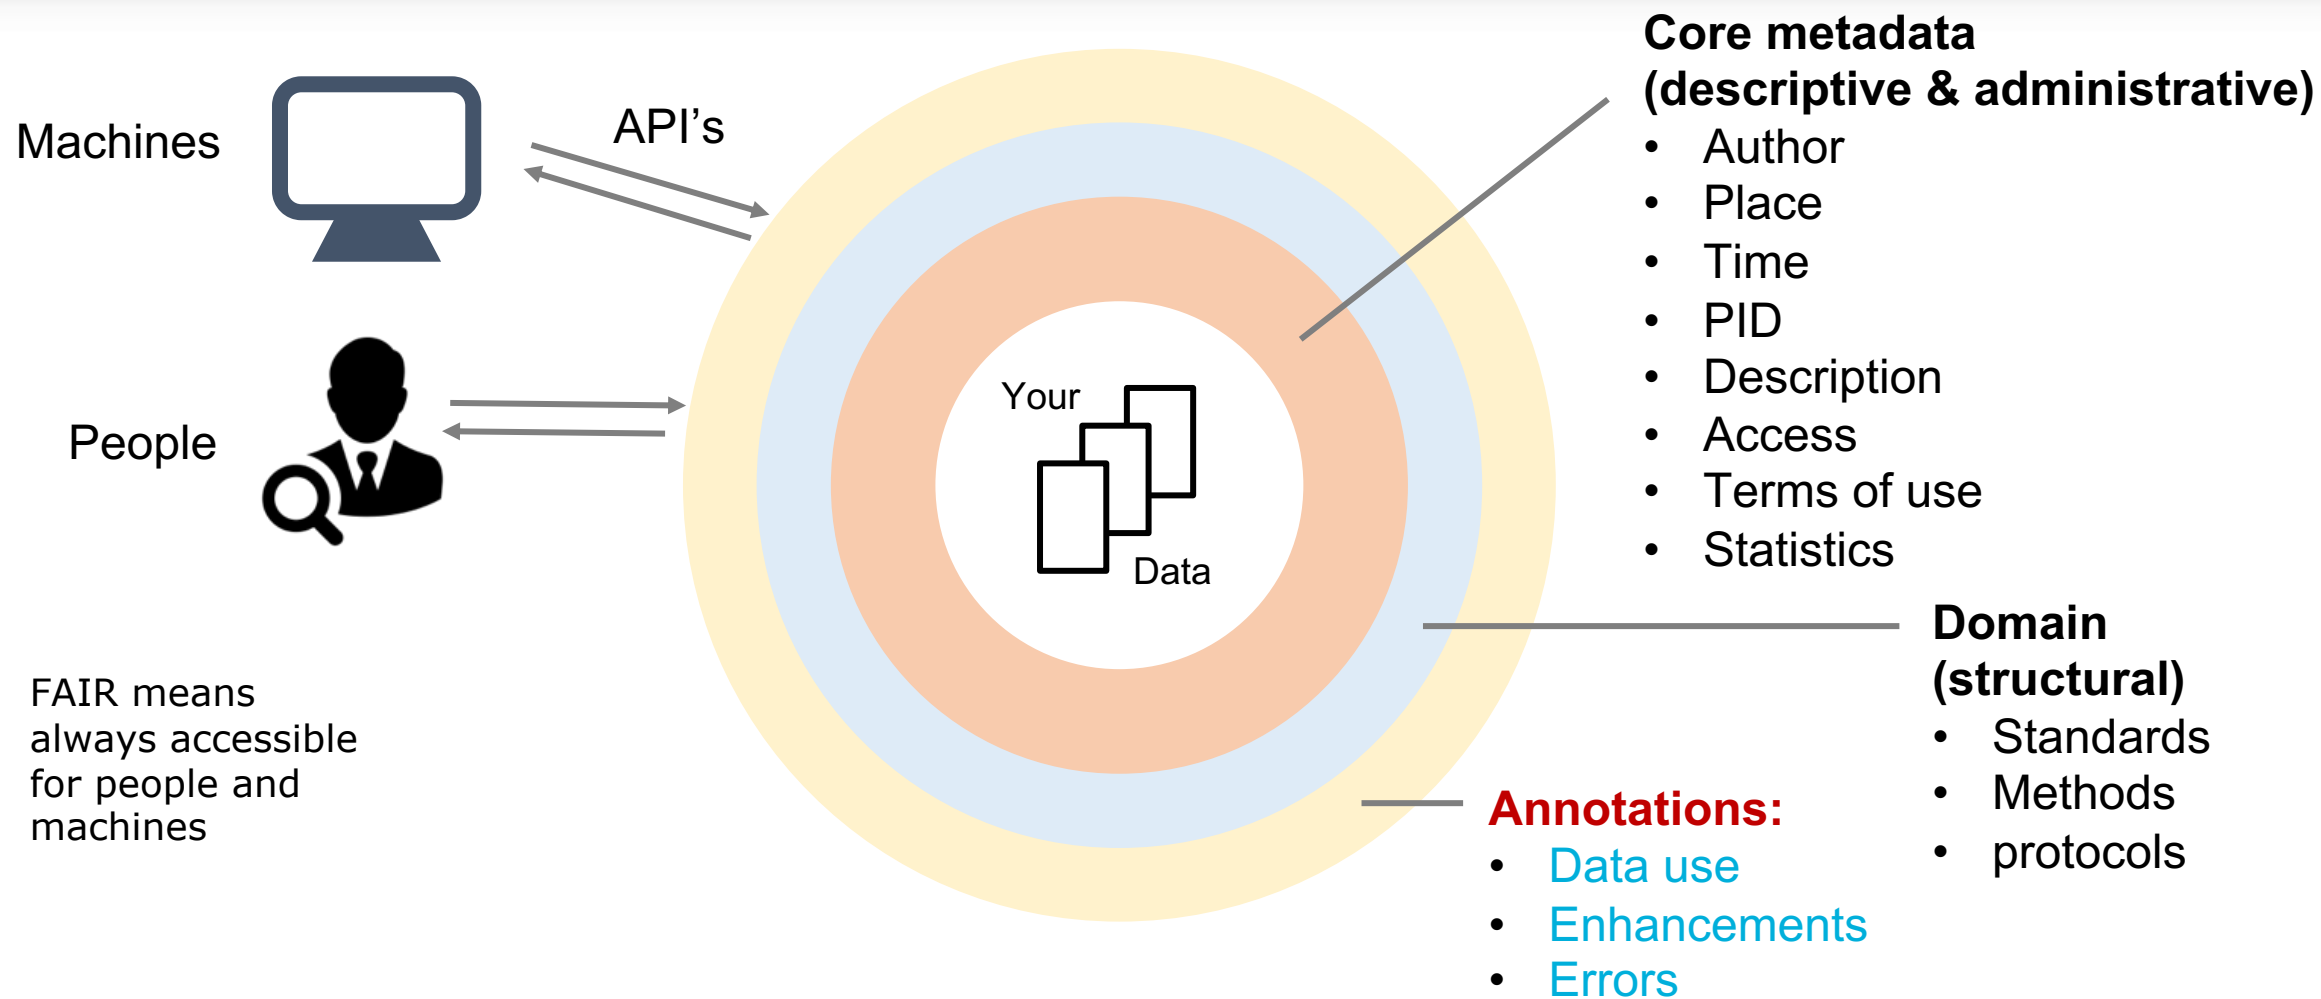 Machines
API's
People
FAIR means
always accessible
for people and
machines
Your
Data
Core metadata
(descriptive & administrative)
• Author
• Place
• Time
• PID
• Description
• Access
• Terms of use
• Statistics
Domain
(structural)
• Standards
• Methods
• protocols
Annotations:
• Data use
• Enhancements
• Errors